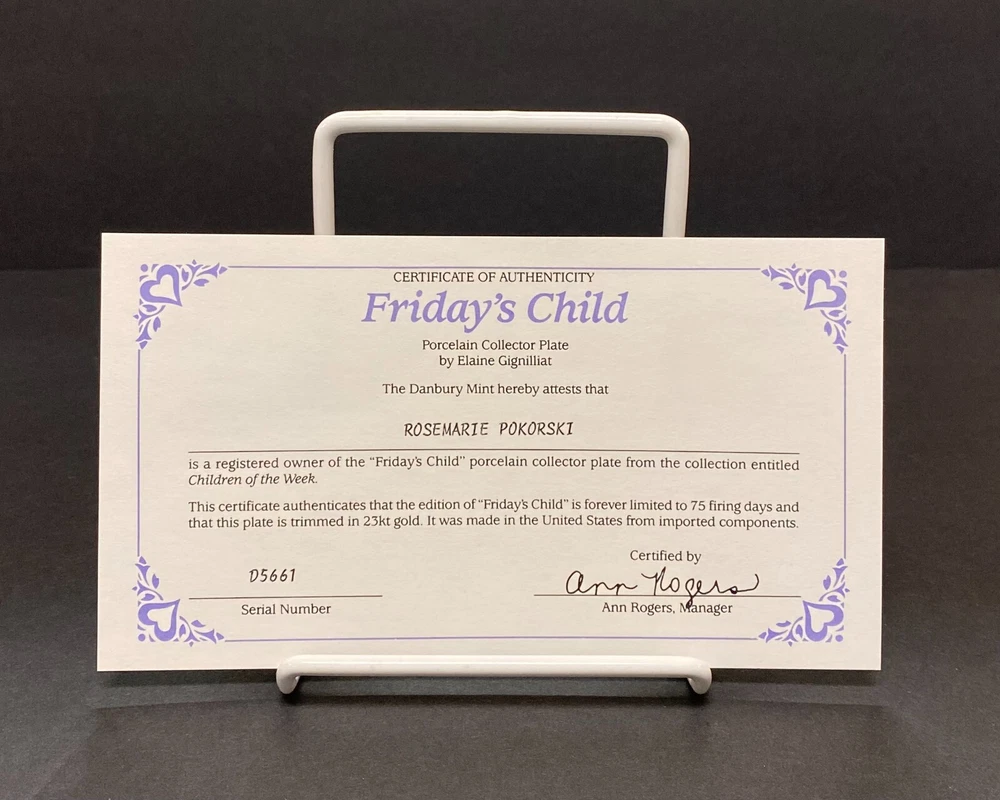 CERTIFICATE OF AUTHENTICITY
Friday's Child
Porcelain Collector Plate
by Elaine Gignilliat
The Danbury Mint hereby attests that
ROSEMARIE POKORSKI
is a registered owner of the “Friday's Child” porcelain collector plate from the collection entitled
Children of the Week.
This certificate authenticates that the edition of “Friday's Child” is forever limited to 75 firing days and
that this plate is trimmed in 23kt gold. It was made in the United States from imported components.
Certified by
D5661
Ann Rogers
Serial Number
Ann Rogers, Manager